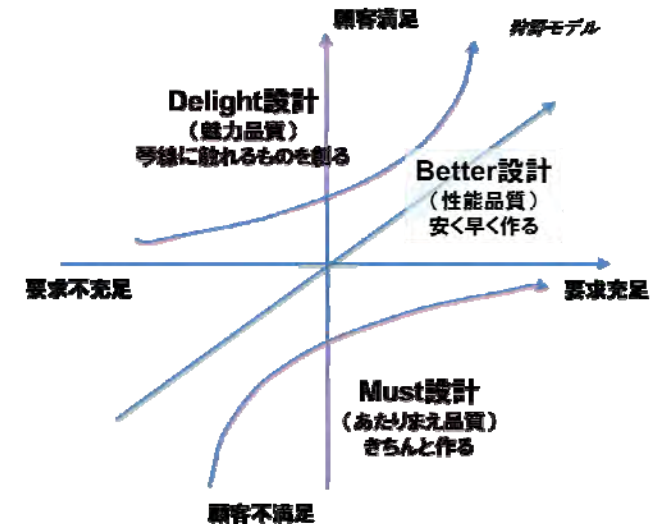 顧客満足
狩野モデル
Delight設計
（魅力品質）
琴線に触れるものを創る
Better設計
（性能品質）
安く早く作る
要求不充足
要求充足
Must設計
（あたりまえ品質）
きちんと作る
顧客不満足